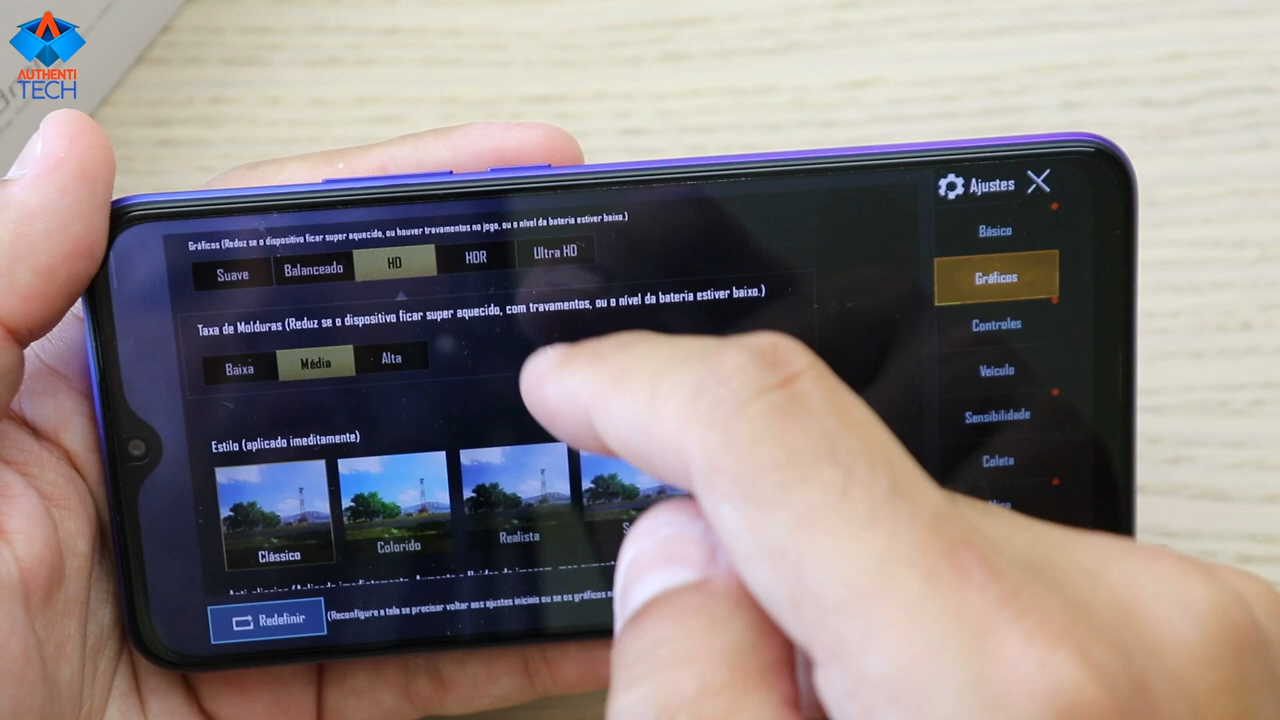 AUTHENTI
TECH
Ajustes
Básico
Gráficos
Controles
Veículo
Sensibilidade
Coleta
Gráficos (Reduz se o dispositivo ficar super aquecido, ou houver travamentos no jogo, ou o nível da bateria estiver baixo.)
Suave Balanceado HD HDR Ultra HD
Taxa de Molduras (Reduz se o dispositivo ficar super aquecido, com travamentos, ou o nível da bateria estiver baixo.)
Baixa Média Alta
Estilo (aplicado imeditamente)
Clássico Colorido Realista
Redefinir (Reconfigure a tela se precisar voltar aos ajustes iniciais ou se os gráficos